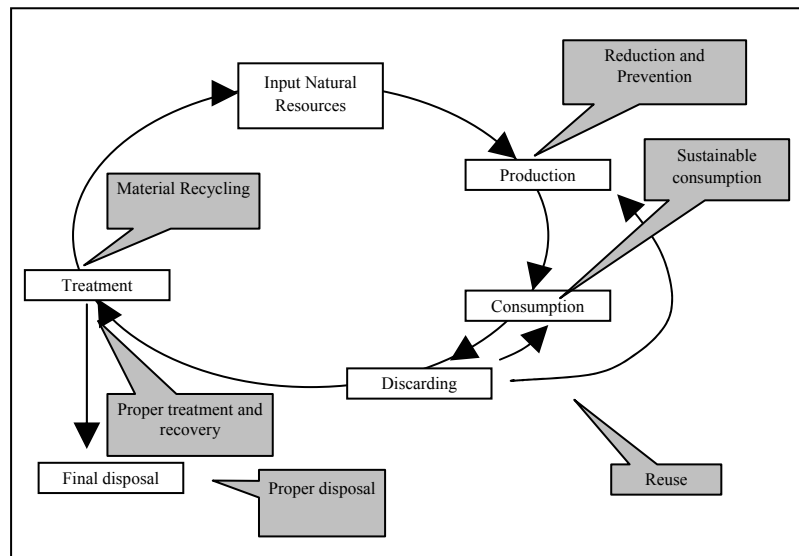 Input Natural
Resources
Reduction and
Prevention
Production
Sustainable
consumption
Material Recycling
Treatment
Consumption
Discarding
Proper treatment and
recovery
Final disposal
Proper disposal
Reuse